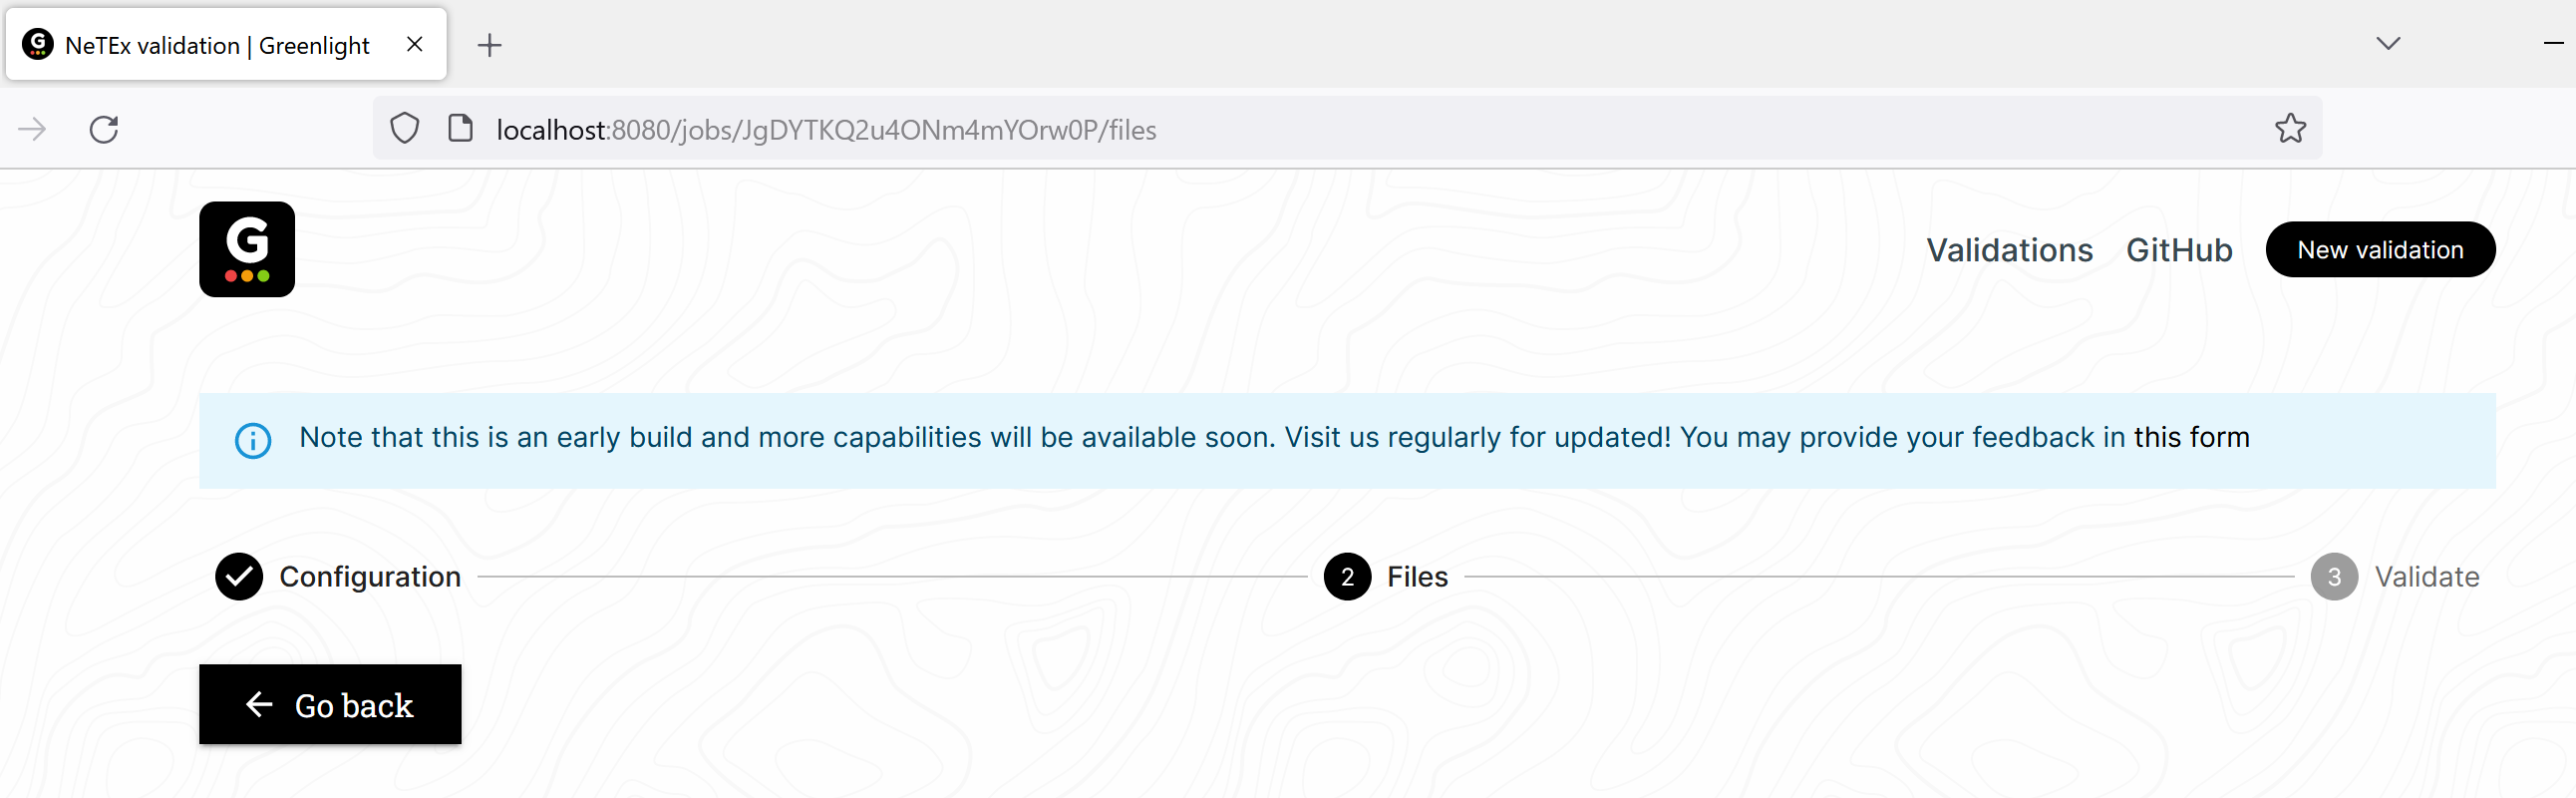 NeTEx validation | Greenlight
localhost:8080/jobs/JgDYTKQ2u4ONm4mYOrw0P/files
G
Validations GitHub New validation
Note that this is an early build and more capabilities will be available soon. Visit us regularly for updated! You may provide your feedback in this form
Configuration 2 Files 3 Validate
Go back